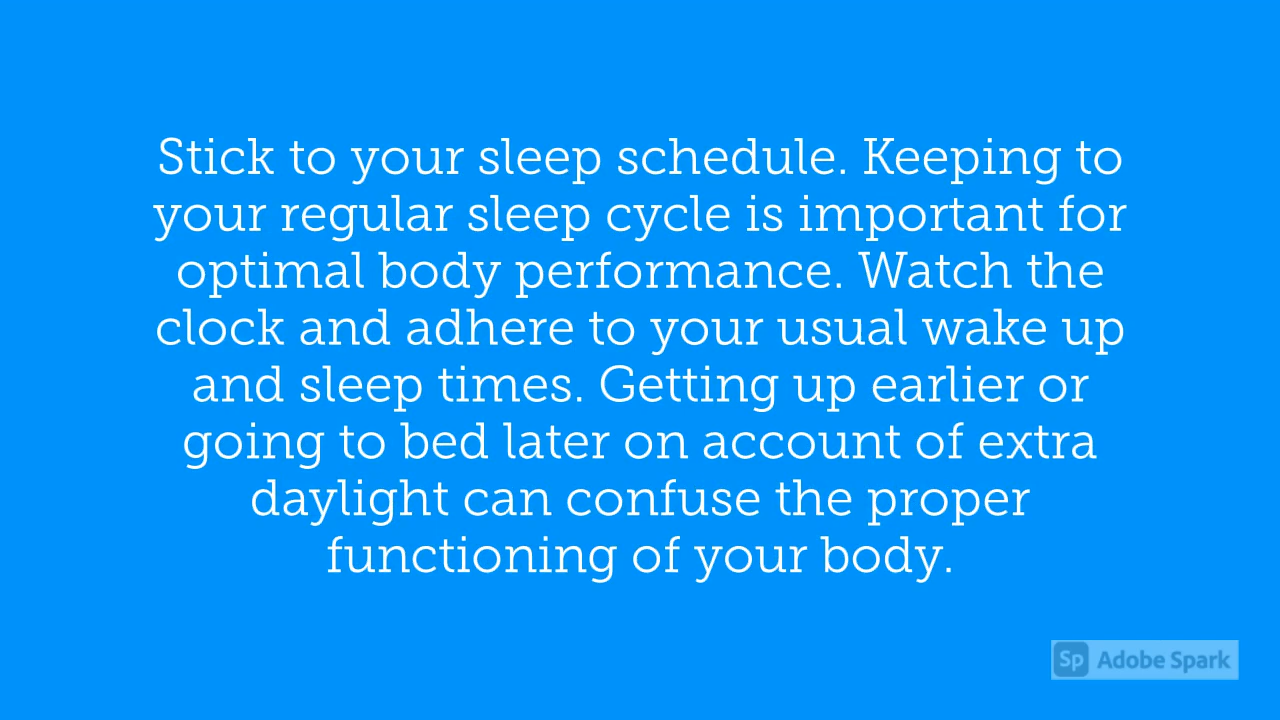 Stick to your sleep schedule. Keeping to
your regular sleep cycle is important for
optimal body performance. Watch the
clock and adhere to your usual wake up
and sleep times. Getting up earlier or
going to bed later on account of extra
daylight can confuse the proper
functioning of your body.
Sp Adobe Spark